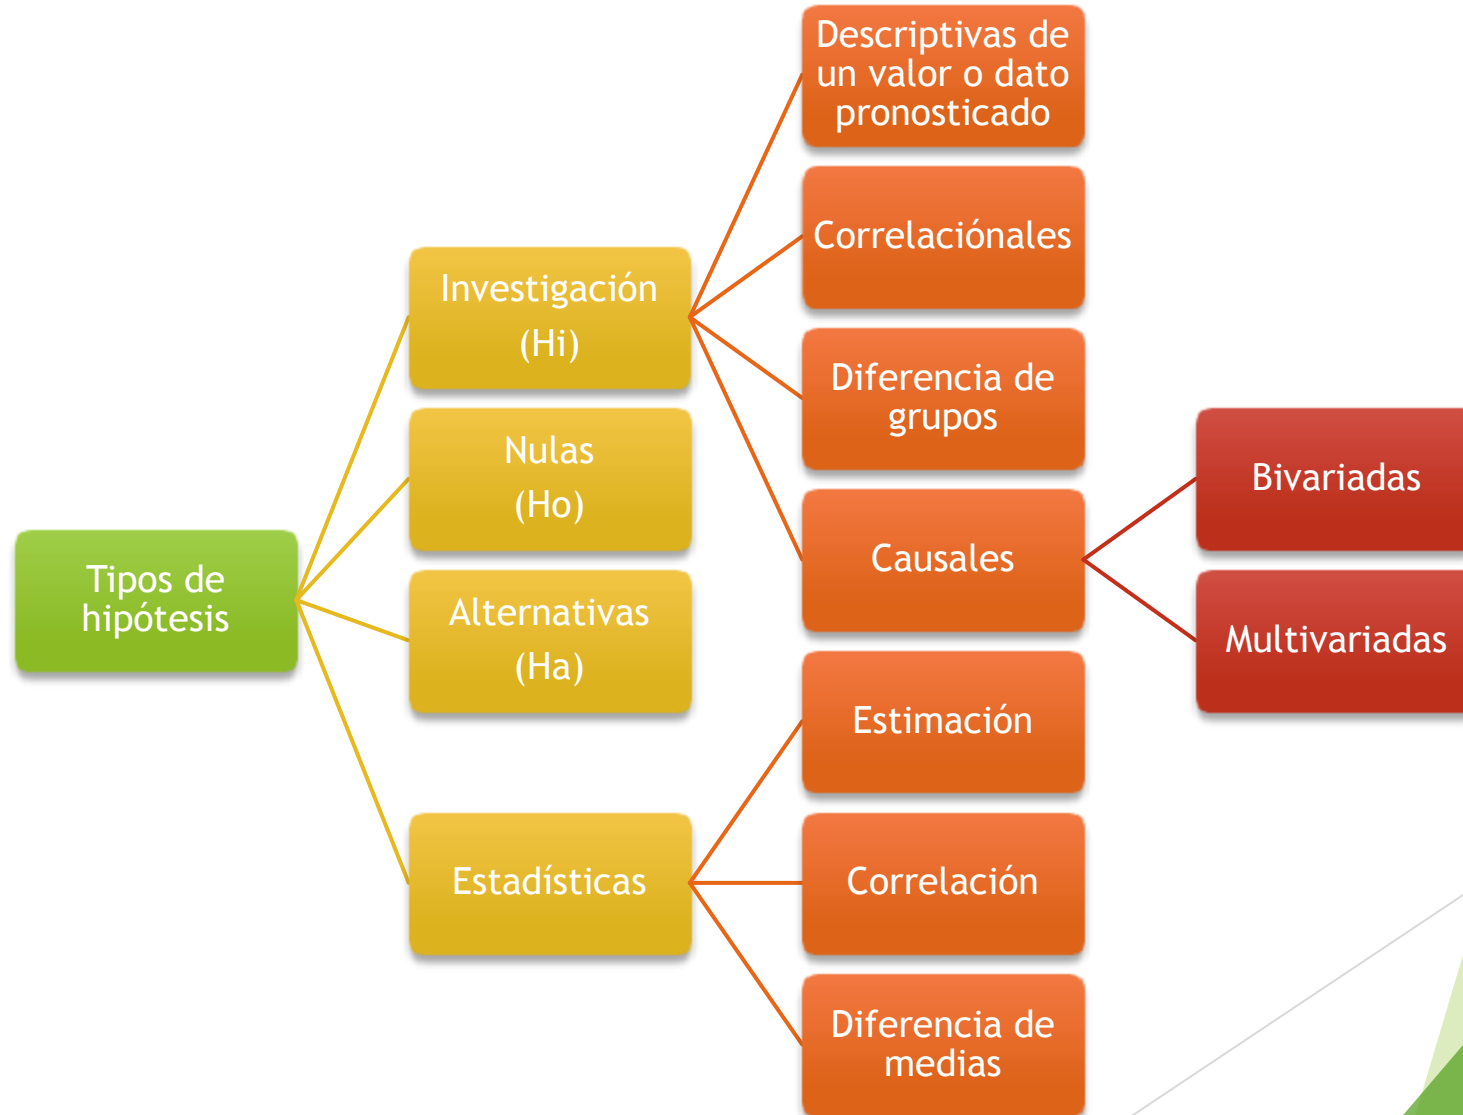 Tipos de
hipótesis
Investigación
(Hi)
Nulas
(Ho)
Alternativas
(Ha)
Estadísticas
Descriptivas de
un valor o dato
pronosticado
Correlaciónales
Diferencia de
grupos
Causales
Estimación
Correlación
Diferencia de
medias
Bivariadas
Multivariadas